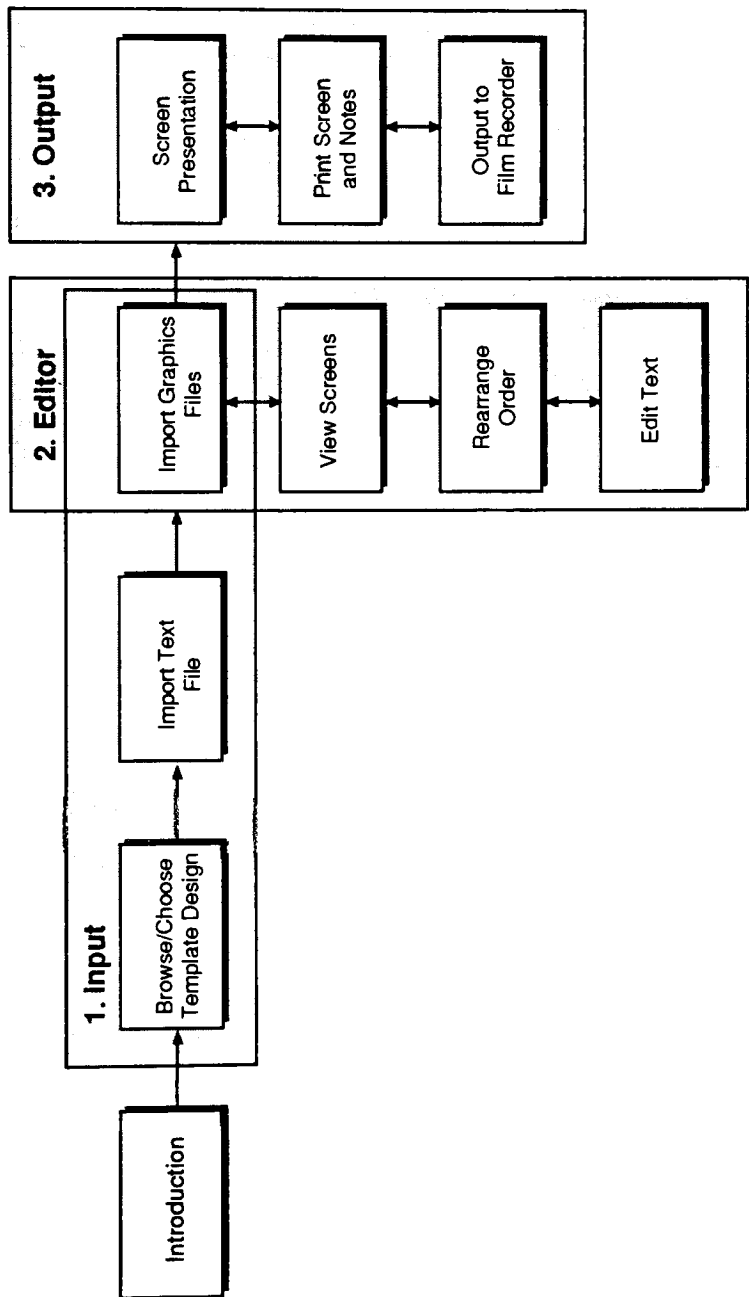 Introduction
1. Input
Browse/Choose
Template Design
Import Text
File
2. Editor
Import Graphics
Files
View Screens
Rearrange
Order
Edit Text
3. Output
Screen
Presentation
Print Screen
and Notes
Output to
Film Recorder